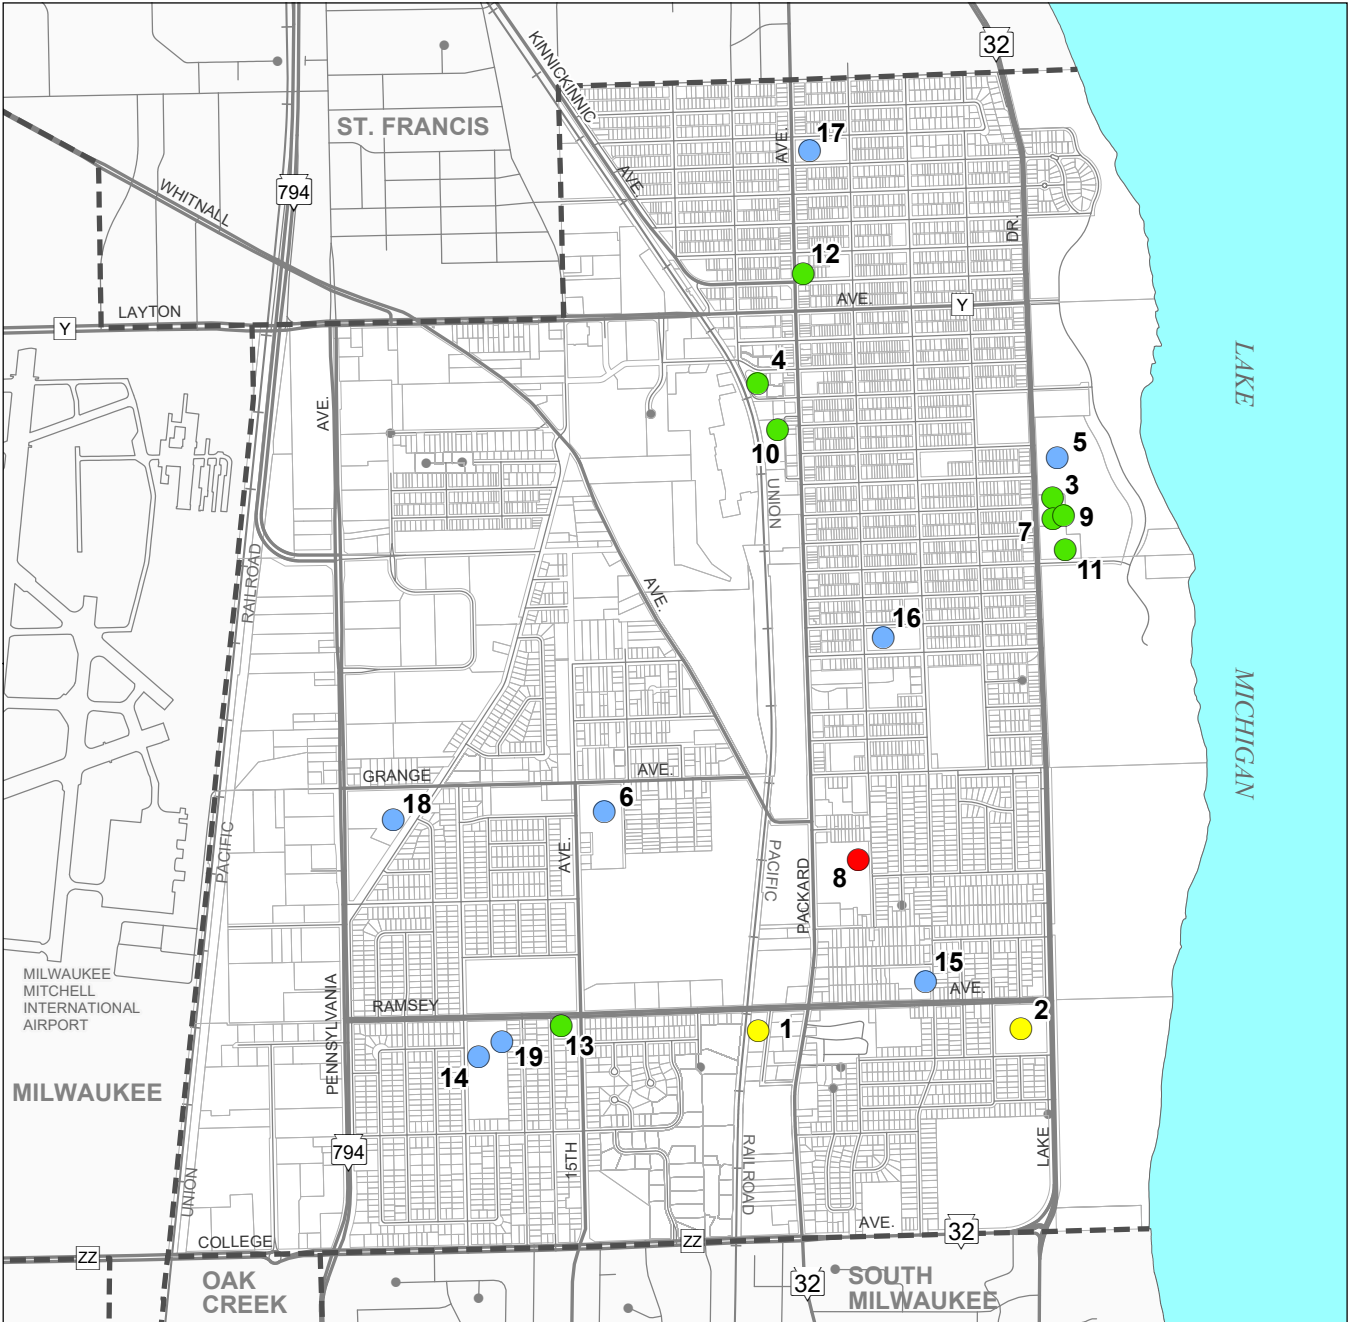 32
KINNICKINNIC
AVE.
ST. FRANCIS
AVE.
17
794
WHITNALL
DR.
12
AVE.
Y
LAYTON
Y
4
LAKE
AVE.
10
5
3
UNION
7
9
11
RAILROAD
AVE.
16
MICHIGAN
GRANGE
AVE.
18
6
PACIFIC
AVE.
PACIFIC
PACKARD
8
MILWAUKEE
MITCHELL
INTERNATIONAL
AIRPORT
PENNSYLVANIA
15
AVE.
RAMSEY
2
1
13
19
14
MILWAUKEE
794
15TH
RAILROAD
LAKE
UNION
AVE.
32
COLLEGE
ZZ
ZZ
OAK
CREEK
32
SOUTH
MILWAUKEE